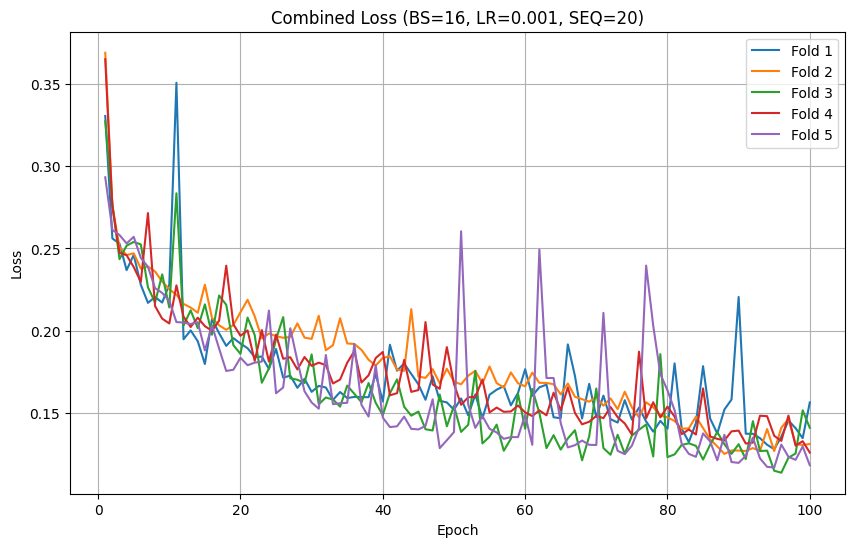 Combined Loss (BS=16, LR=0.001, SEQ=20)
Fold 1
Fold 2
Fold 3
Fold 4
Fold 5
Loss
0.35
0.30
0.25
0.20
0.15
0 20 40 60 80 100
Epoch